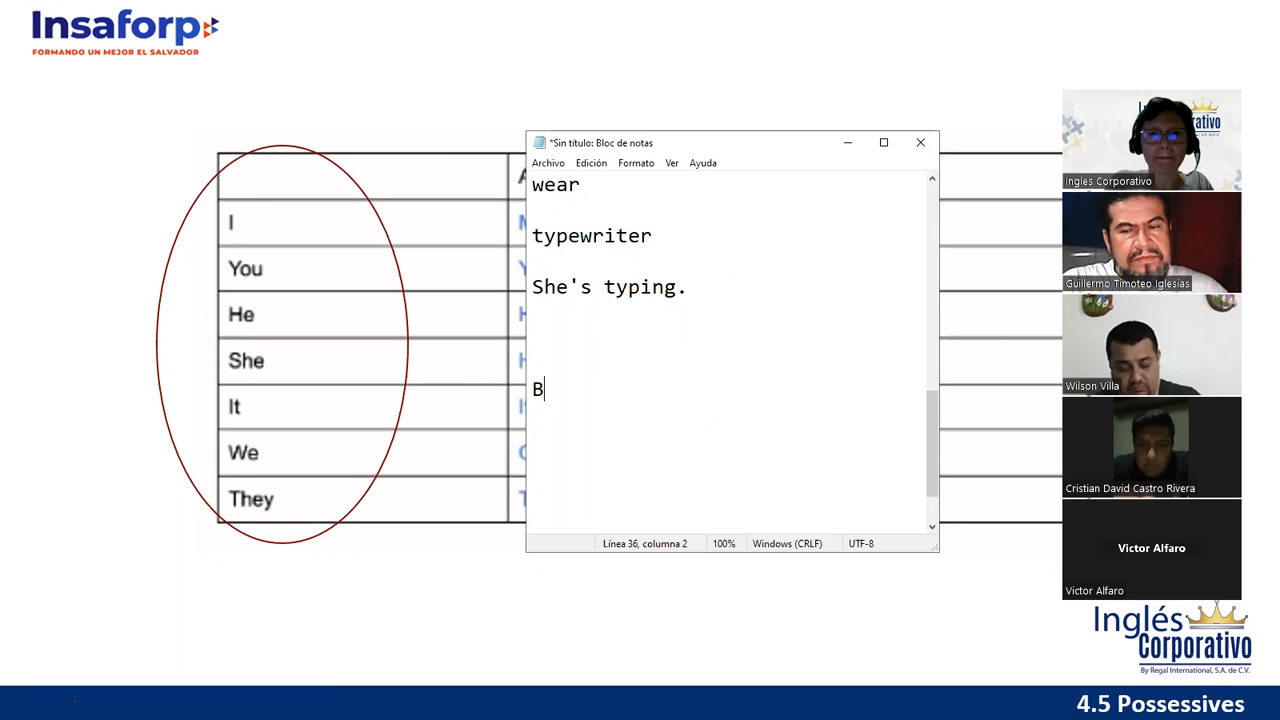 Insaforp
FORMANDO UN MEJOR EL SALVADOR
I
You
He
She
It
We
They
*Sin título: Bloc de notas
Archivo Edición Formato Ver Ayuda
wear
typewriter
She's typing.
B
Línea 36, columna 2 100% Windows (CRLF) UTF-8
Corporativo
Ingles Corporativo
Guillermo Timoteo Iglesias
Wilson Villa
Cristian David Castro Rivera
Victor Alfaro
Victor Alfaro
Inglés
Corporativo
By Regal International, S.A. de C.V.
4.5 Possessives